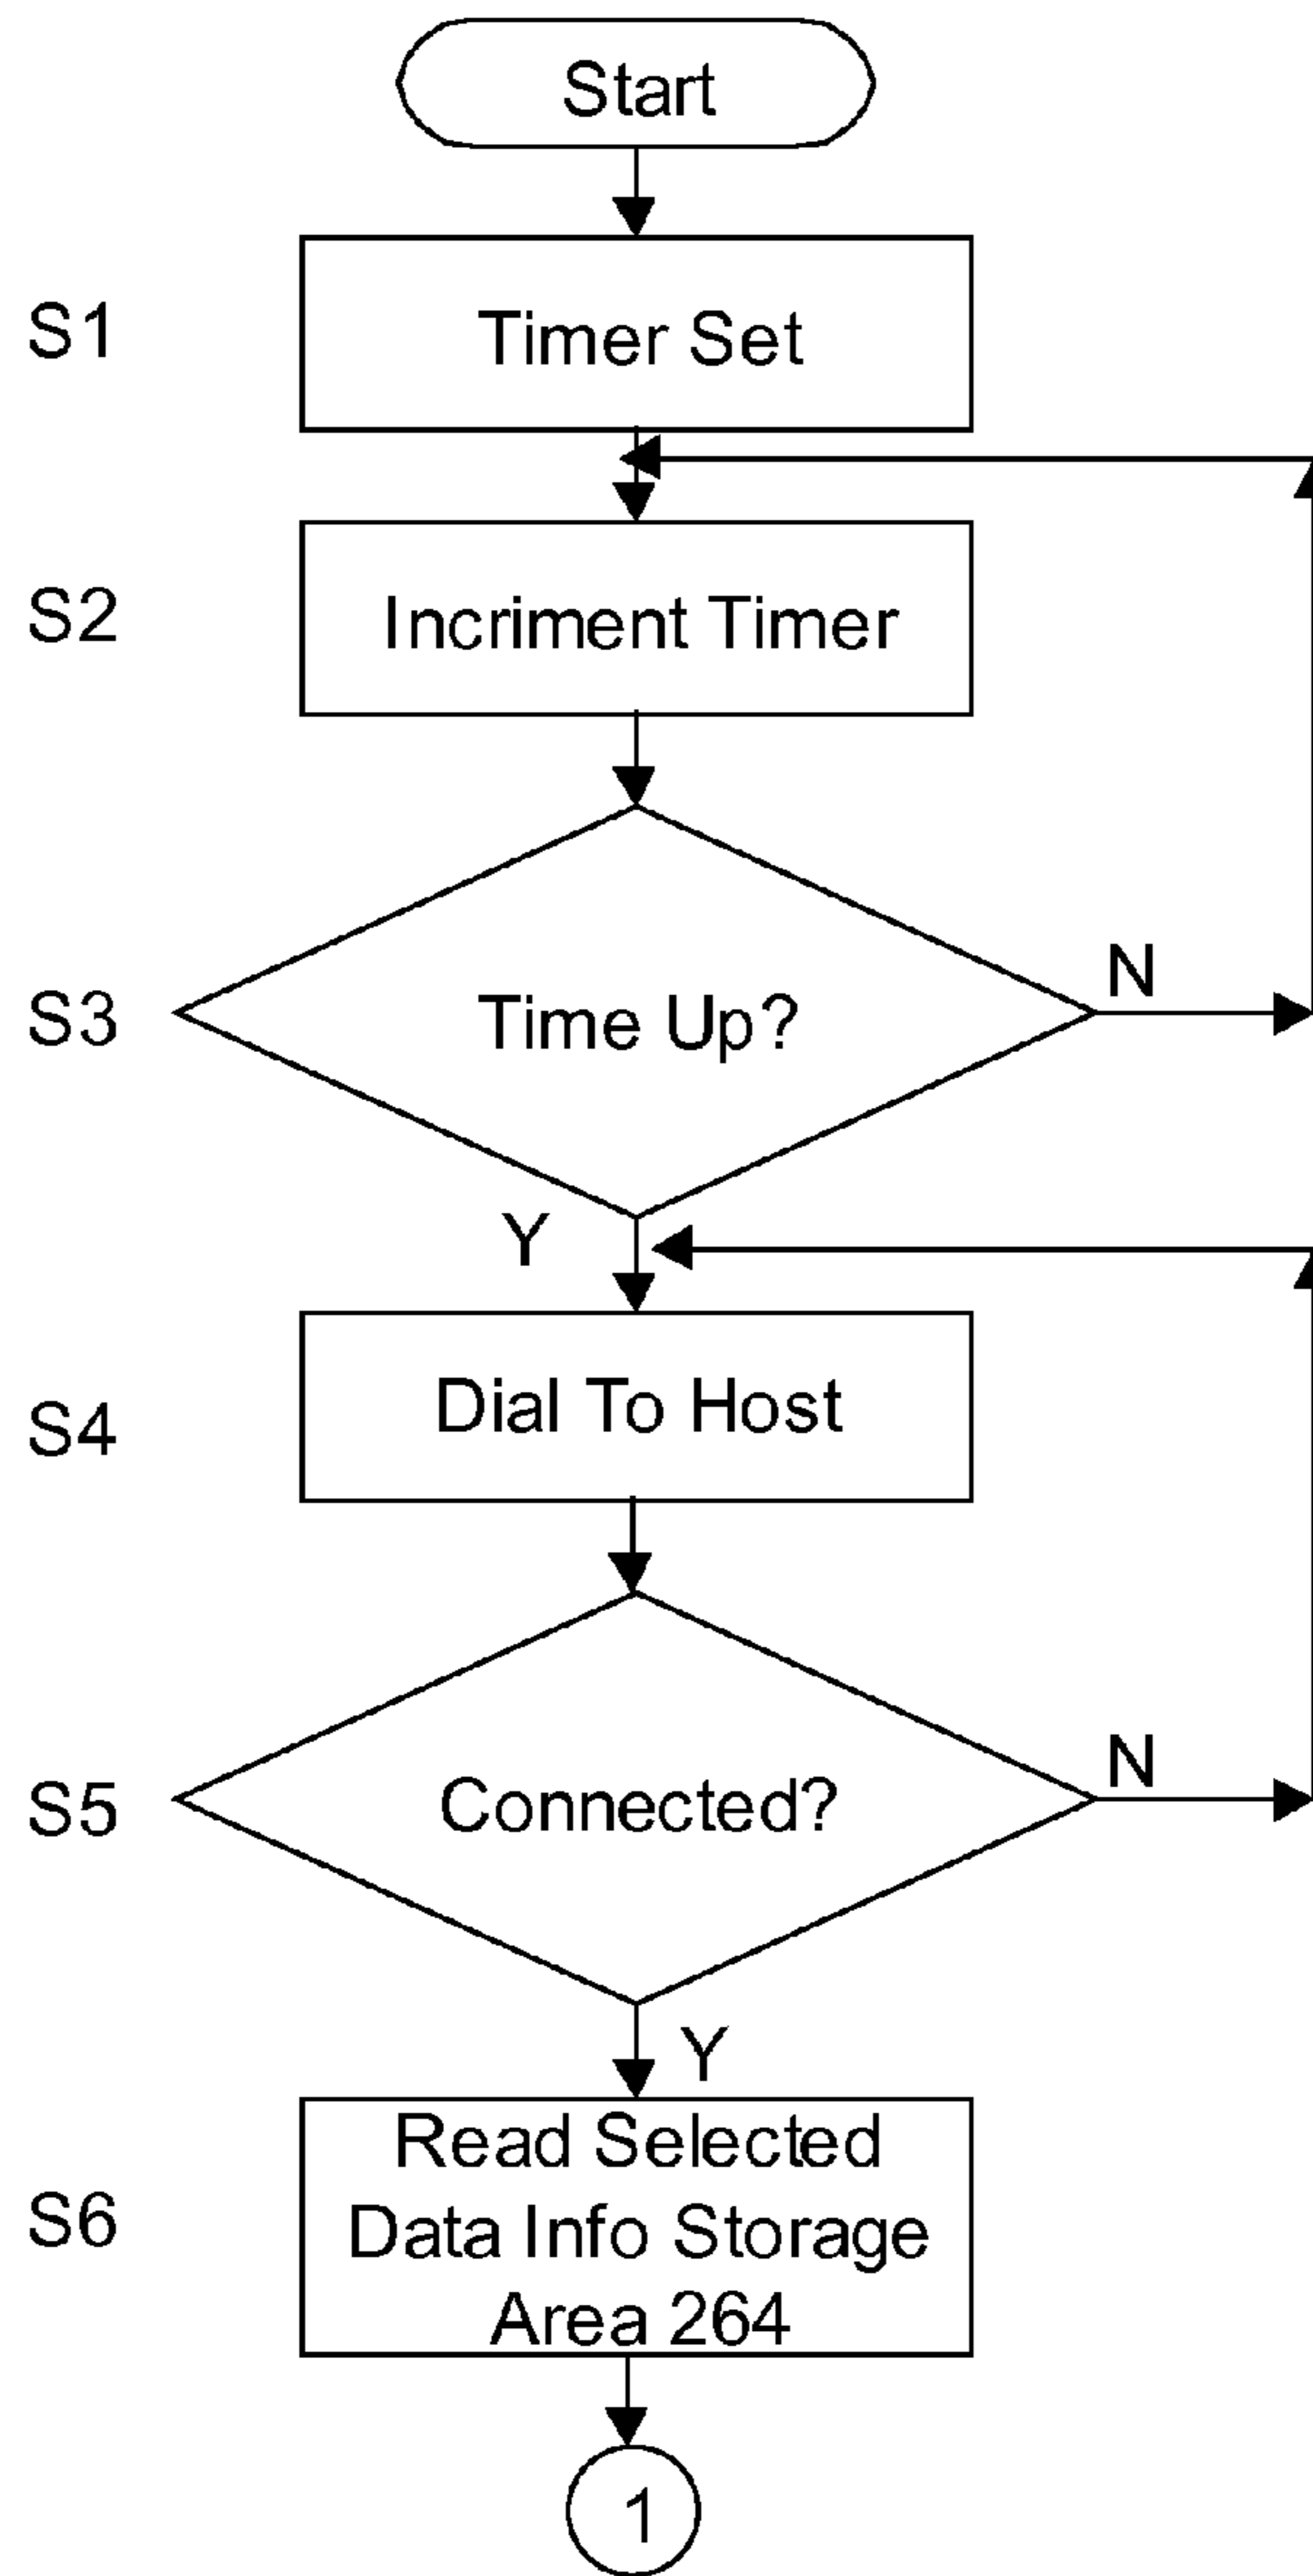 Start
S1
Timer Set
S2
Incriment Timer
S3
Time Up?
N
Y
S4
Dial To Host
S5
Connected?
N
Y
S6
Read Selected
Data Info Storage
Area 264
1